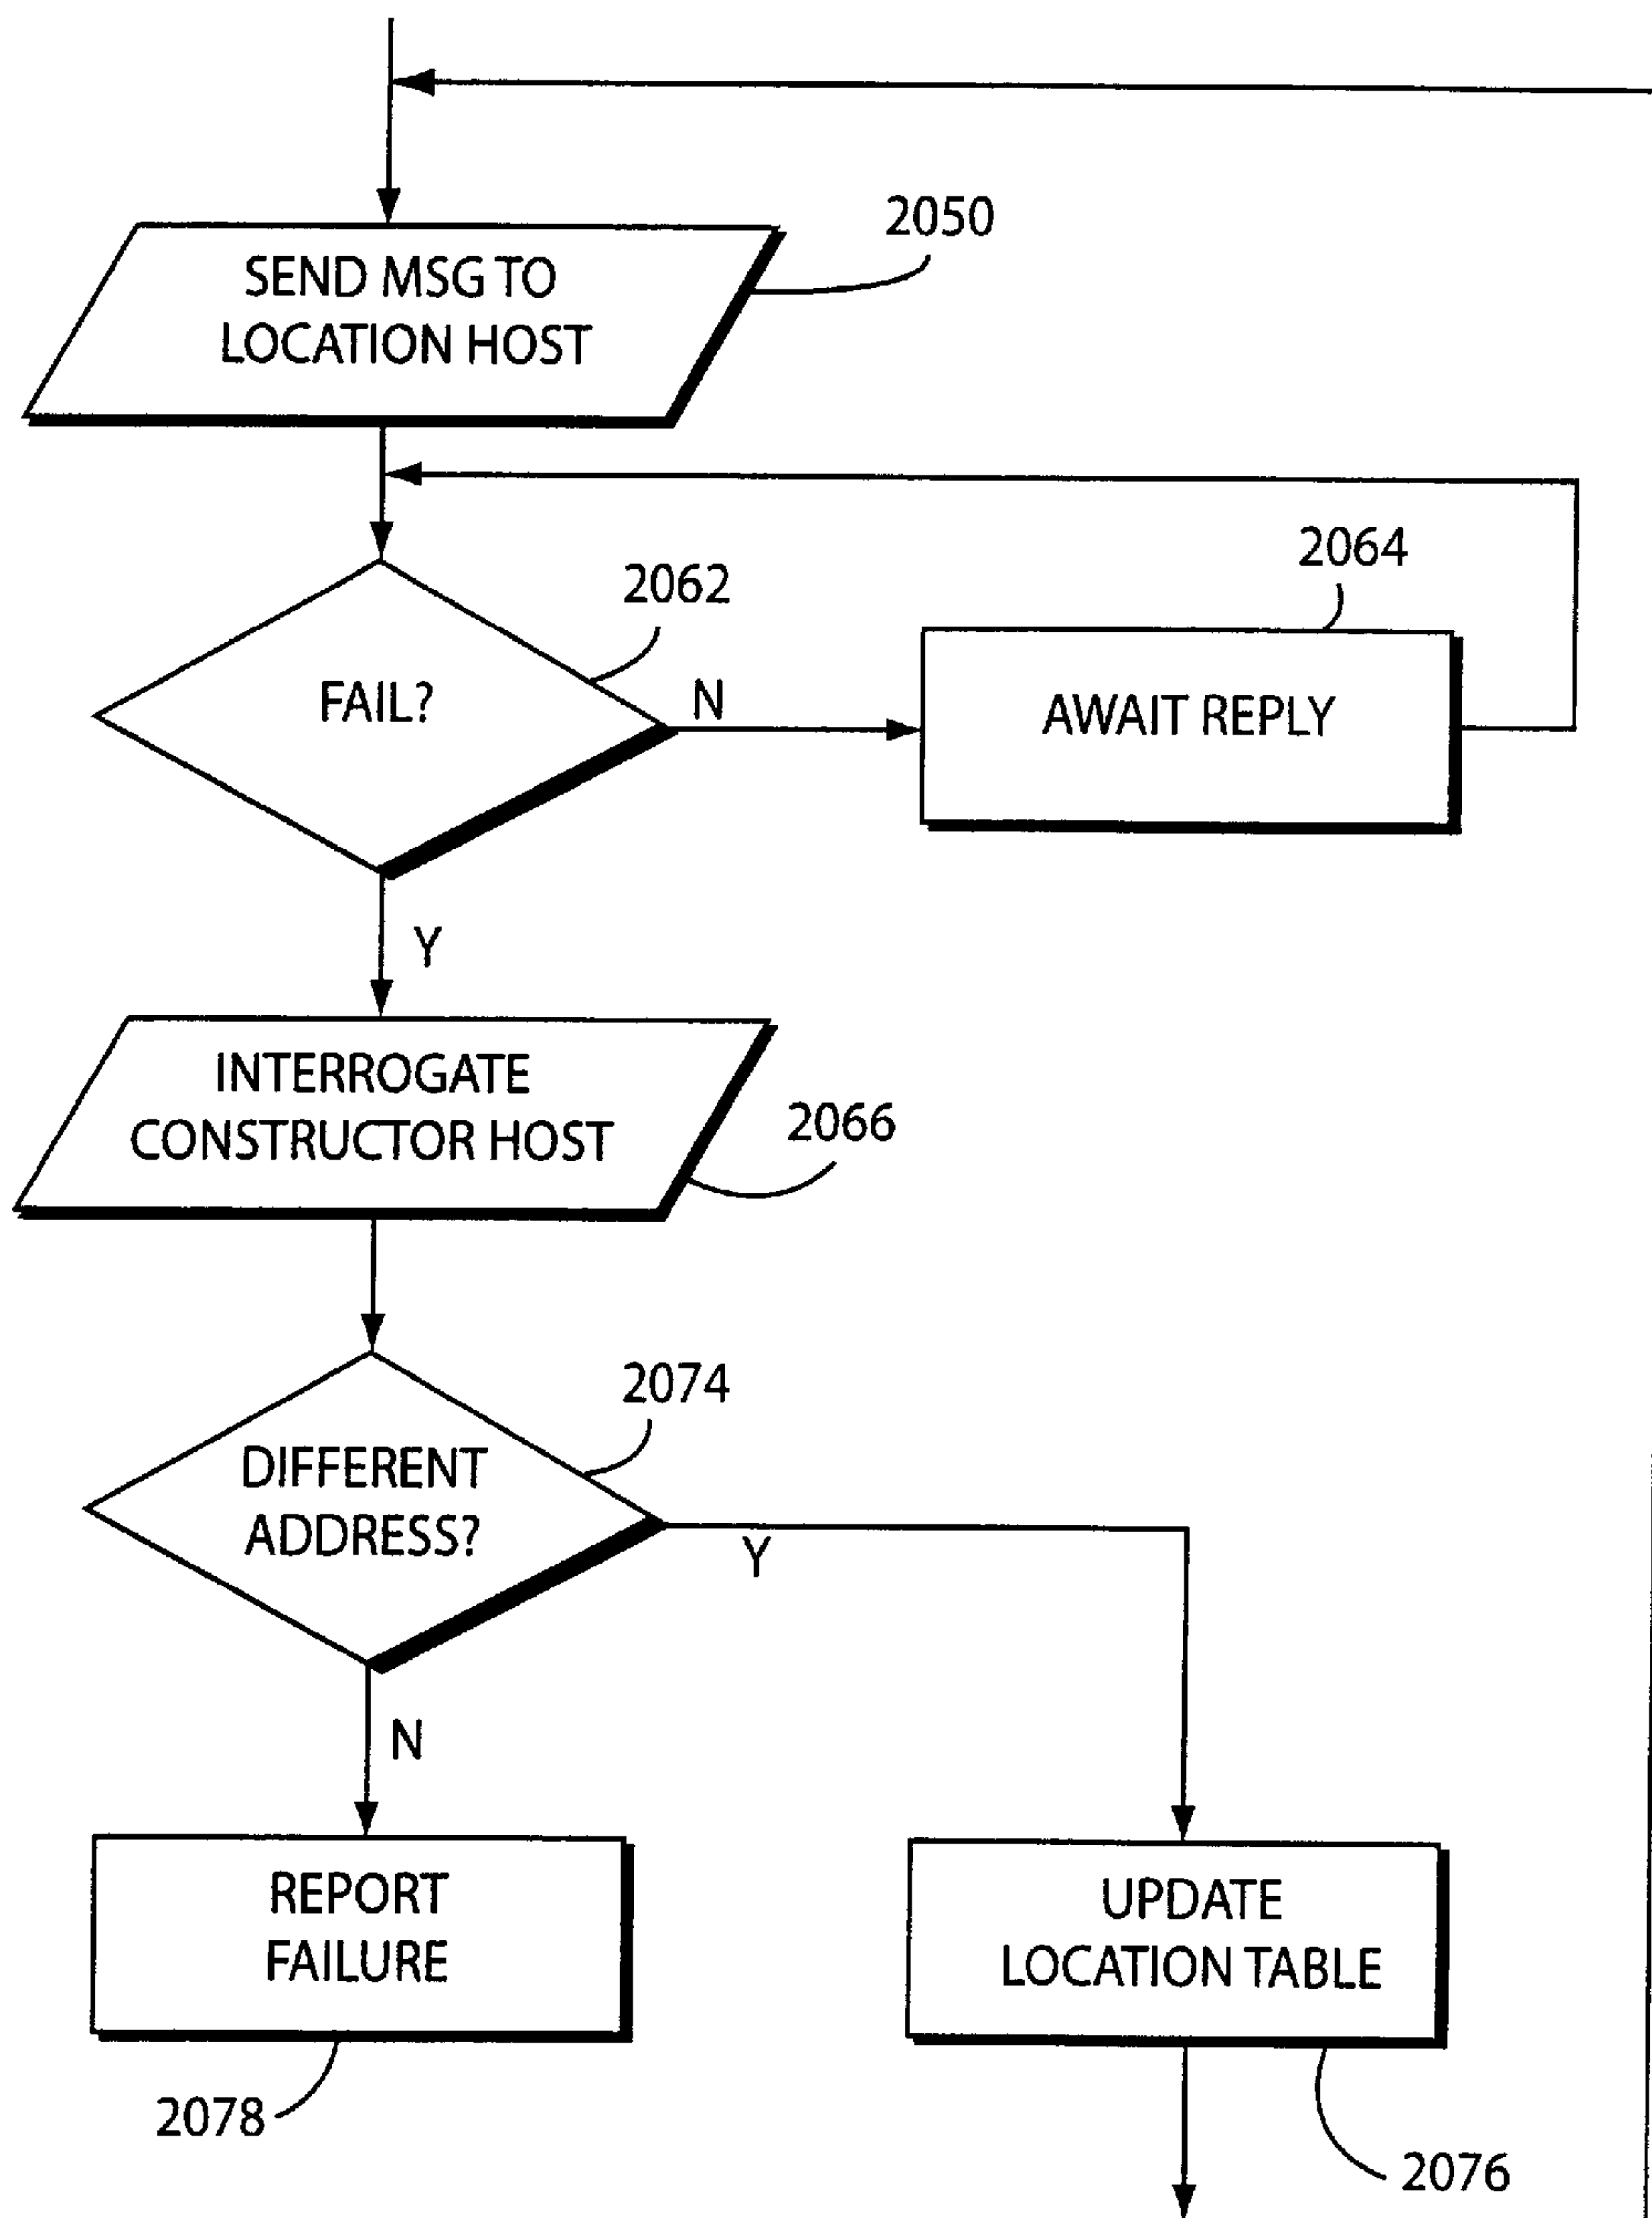 2050
SEND MSG TO
LOCATION HOST
2062
2064
FAIL?
N
AWAIT REPLY
Y
INTERROGATE
CONSTRUCTOR HOST
2066
2074
DIFFERENT
ADDRESS?
Y
N
REPORT
FAILURE
UPDATE
LOCATION TABLE
2078
2076